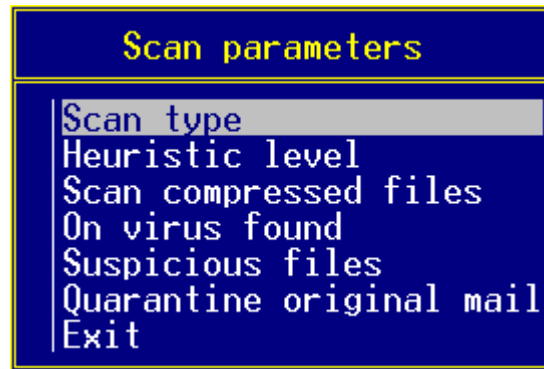 Scan parameters
Scan type
Heuristic level
Scan compressed files
On virus found
Suspicious files
Quarantine original mail
Exit